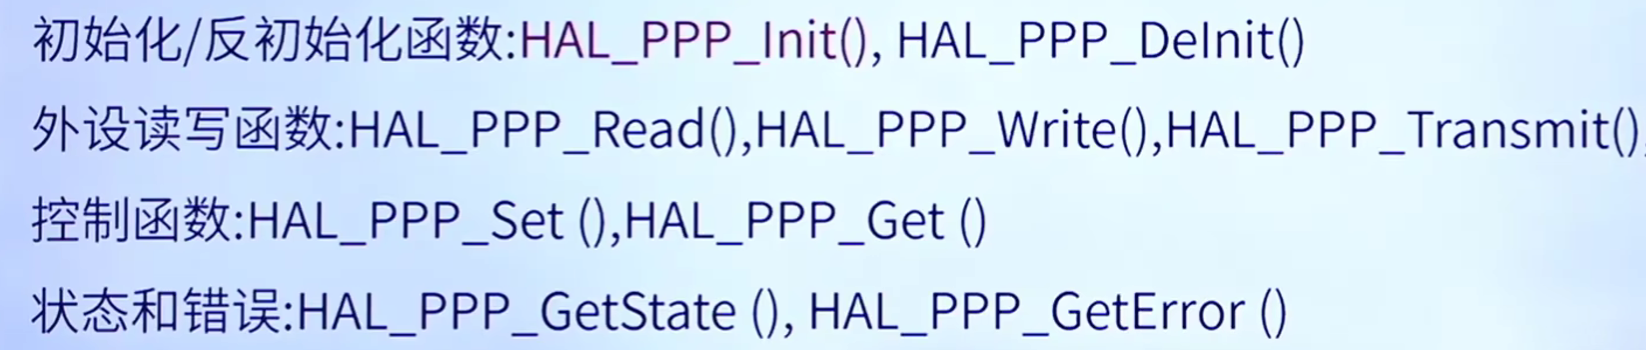 初始化/反初始化函数:HAL_PPP_Init(), HAL_PPP_DeInit()
外设读写函数:HAL_PPP_Read(),HAL_PPP_Write(),HAL_PPP_Transmit(),
控制函数:HAL_PPP_Set (),HAL_PPP_Get ()
状态和错误:HAL_PPP_GetState (), HAL_PPP_GetError ()